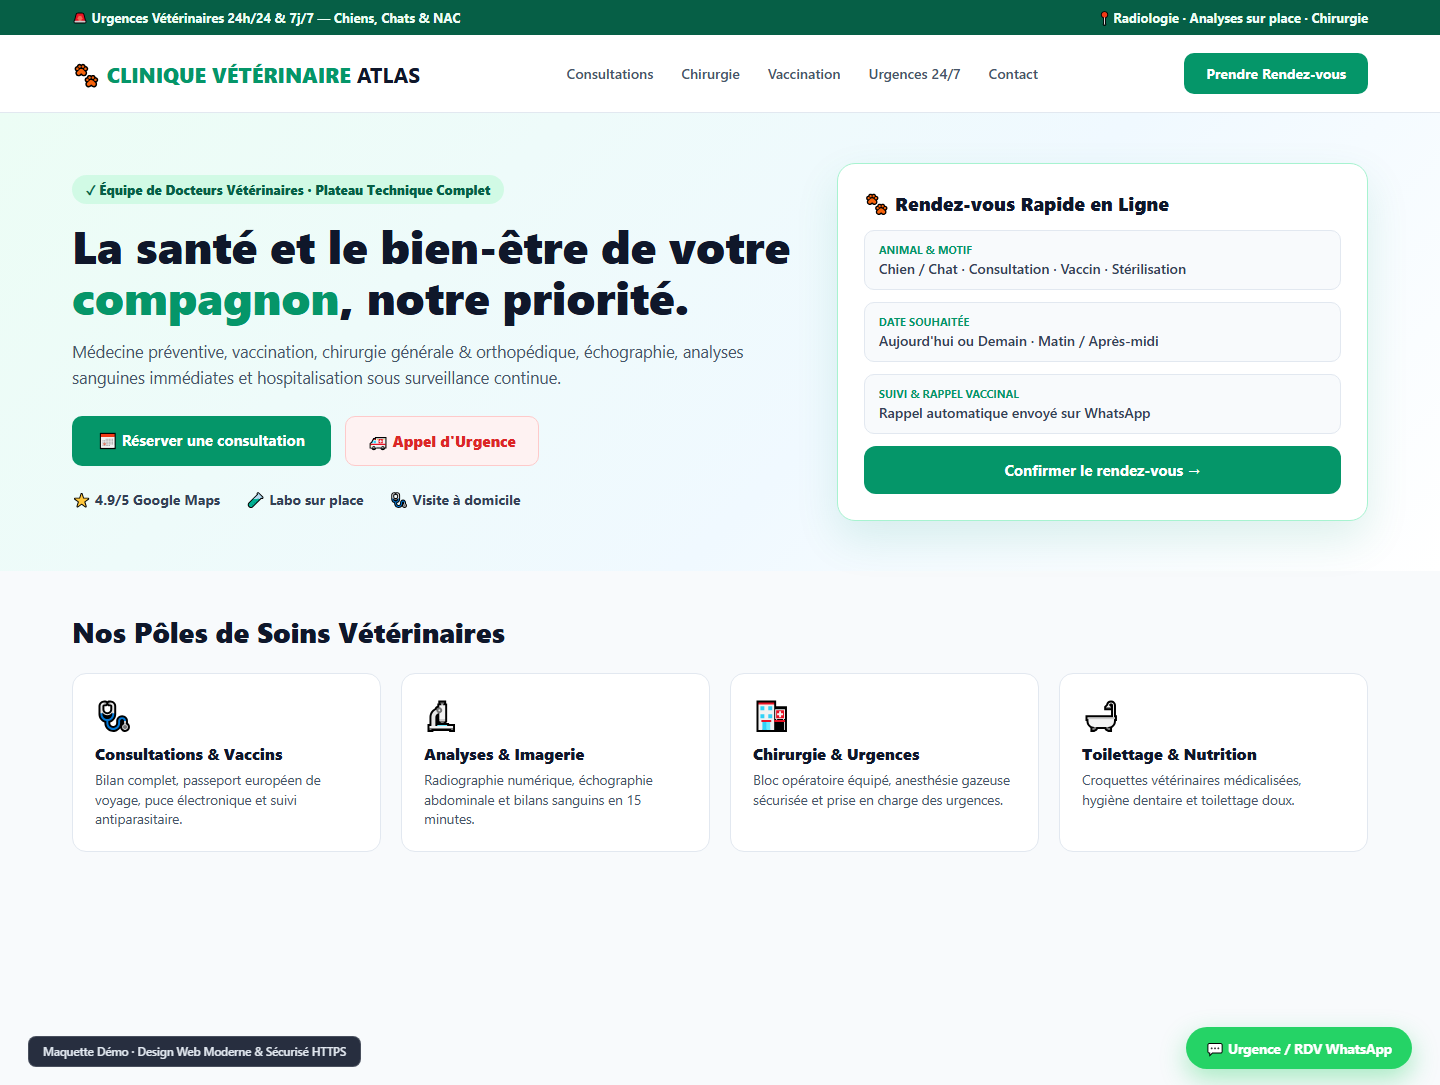 Urgences Vétérinaires 24h/24 & 7j/7 — Chiens, Chats & NAC
Radiologie · Analyses sur place · Chirurgie
CLINIQUE VÉTÉRINAIRE ATLAS
Consultations
Chirurgie
Vaccination
Urgences 24/7
Contact
Prendre Rendez-vous
✓ Équipe de Docteurs Vétérinaires · Plateau Technique Complet
La santé et le bien-être de votre
compagnon, notre priorité.
Médecine préventive, vaccination, chirurgie générale & orthopédique, échographie, analyses
sanguines immédiates et hospitalisation sous surveillance continue.
Réserver une consultation
Appel d'Urgence
4.9/5 Google Maps
Labo sur place
Visite à domicile
Rendez-vous Rapide en Ligne
ANIMAL & MOTIF
Chien / Chat · Consultation · Vaccin · Stérilisation
DATE SOUHAITÉE
Aujourd'hui ou Demain · Matin / Après-midi
SUIVI & RAPPEL VACCINAL
Rappel automatique envoyé sur WhatsApp
Confirmer le rendez-vous →
Nos Pôles de Soins Vétérinaires
Consultations & Vaccins
Bilan complet, passeport européen de
voyage, puce électronique et suivi
antiparasitaire.
Analyses & Imagerie
Radiographie numérique, échographie
abdominale et bilans sanguins en 15
minutes.
Chirurgie & Urgences
Bloc opératoire équipé, anesthésie gazeuse
sécurisée et prise en charge des urgences.
Toilettage & Nutrition
Croquettes vétérinaires médicalisées,
hygiène dentaire et toilettage doux.
Maquette Démo · Design Web Moderne & Sécurisé HTTPS
Urgence / RDV WhatsApp